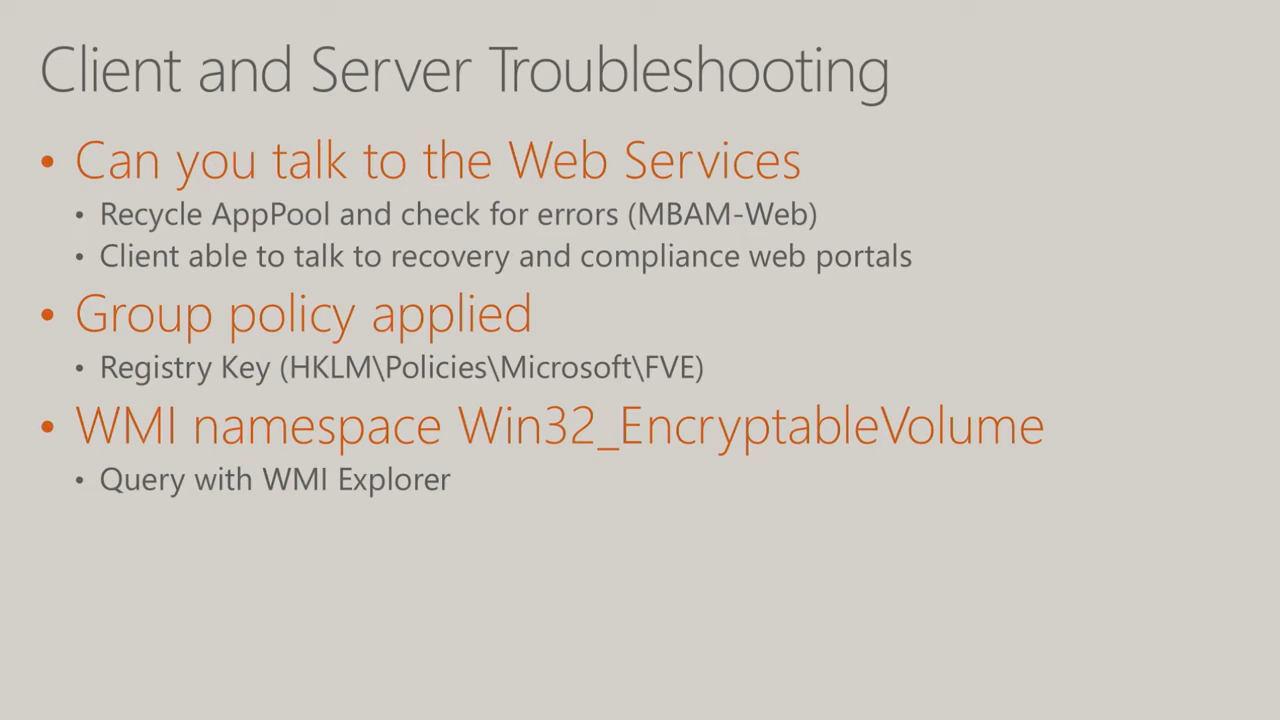 Client and Server Troubleshooting
• Can you talk to the Web Services
• Recycle AppPool and check for errors (MBAM-Web)
• Client able to talk to recovery and compliance web portals
• Group policy applied
• Registry Key (HKLM\Policies\Microsoft\FVE)
• WMI namespace Win32_EncryptableVolume
• Query with WMI Explorer